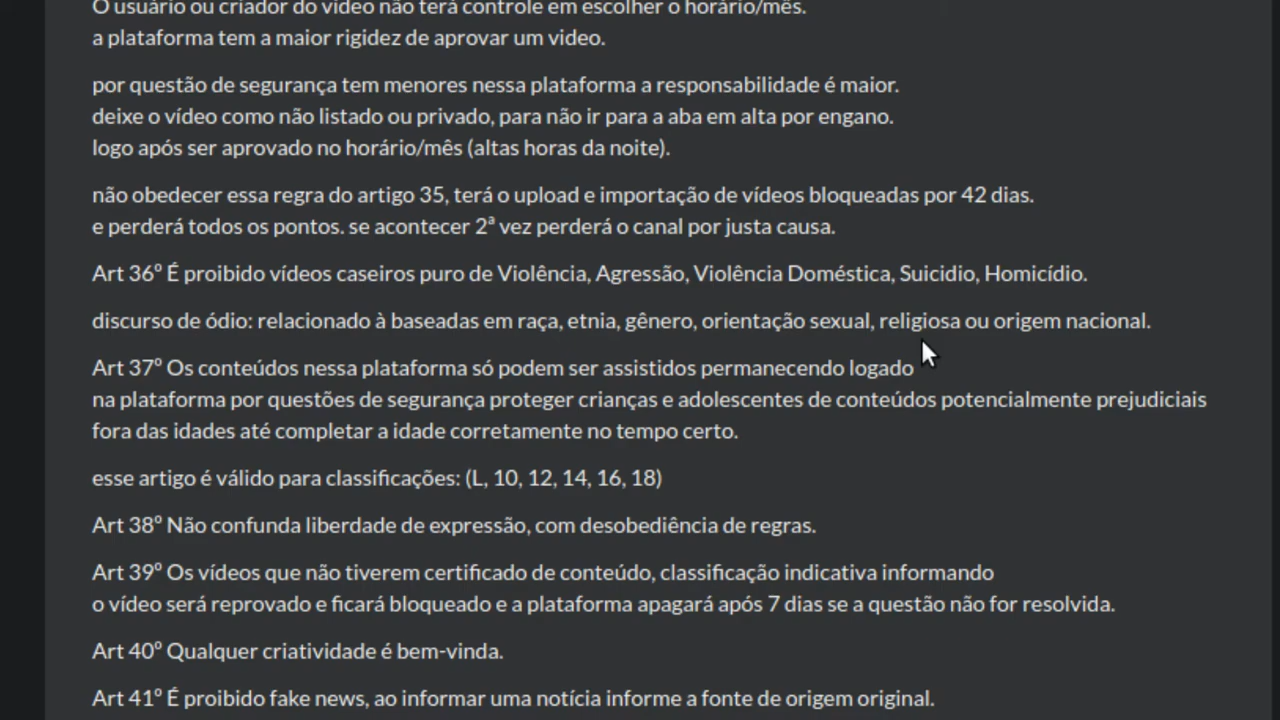 O usuário ou criador do vídeo não terá controle em escolher o horário/mês.
a plataforma tem a maior rigidez de aprovar um video.
por questão de segurança tem menores nessa plataforma a responsabilidade é maior.
deixe o vídeo como não listado ou privado, para não ir para a aba em alta por engano.
logo após ser aprovado no horário/mês (altas horas da noite).
não obedecer essa regra do artigo 35, terá o upload e importação de vídeos bloqueadas por 42 dias.
e perderá todos os pontos. se acontecer 2ª vez perderá o canal por justa causa.
Art 36º É proibido vídeos caseiros puro de Violência, Agressão, Violência Doméstica, Suicidio, Homicídio.
discurso de ódio: relacionado à baseadas em raça, etnia, gênero, orientação sexual, religiosa ou origem nacional.
Art 37º Os conteúdos nessa plataforma só podem ser assistidos permanecendo logado
na plataforma por questões de segurança proteger crianças e adolescentes de conteúdos potencialmente prejudiciais
fora das idades até completar a idade corretamente no tempo certo.
esse artigo é válido para classificações: (L, 10, 12, 14, 16, 18)
Art 38º Não confunda liberdade de expressão, com desobediência de regras.
Art 39º Os vídeos que não tiverem certificado de conteúdo, classificação indicativa informando
o vídeo será reprovado e ficará bloqueado e a plataforma apagará após 7 dias se a questão não for resolvida.
Art 40º Qualquer criatividade é bem-vinda.
Art 41º É proibido fake news, ao informar uma notícia informe a fonte de origem original.